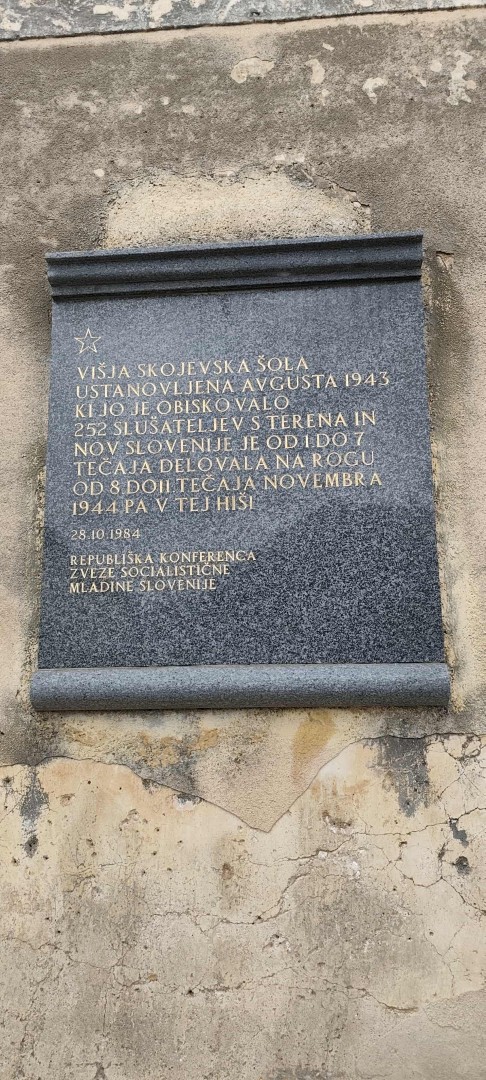 VIŠJA SKOJEVSKA ŠOLA
USTANOVLJENA AVGUSTA 1943
KI JO JE OBISKOVALO
252 SLUŠATELJEV S TERENA IN
NOV SLOVENIJE JE OD 1. DO 7
TEČAJA DELOVALA NA ROGU
OD 8. DO 11. TEČAJA NOVEMBRA
1944 PA V TEJ HIŠI
28.10.1984
REPUBLIŠKA KONFERENCA
ZVEZE SOCIALISTIČNE
MLADINE SLOVENIJE